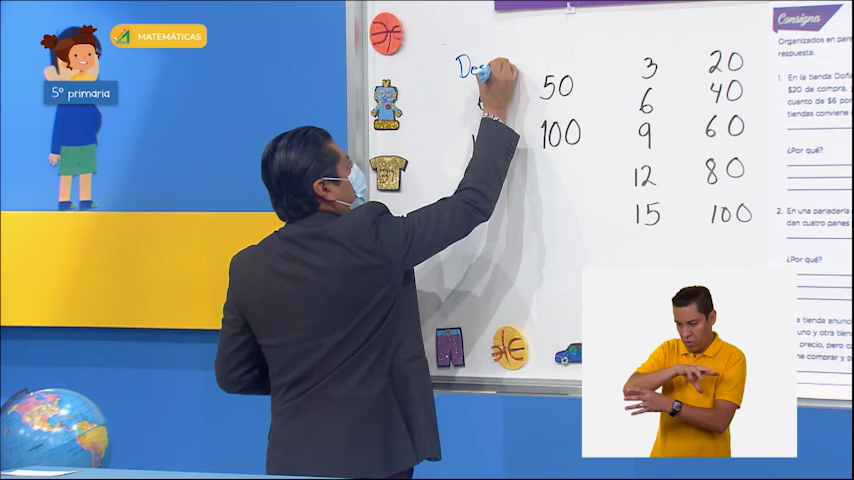 MATEMÁTICAS
5º primaria
Des
50
100
3 20
6 40
9 60
12 80
15 100
Consigna
Organizados en pare
respuesta.
1. En la tienda Doña
$20 de compra,
cuento de $6 por
tiendas conviene
¿Por qué?
2. En una panadería
dan cuatro panes
¿Por qué?
a tienda anunc
uno y otra tien
precio, pero co
ne comprar y p